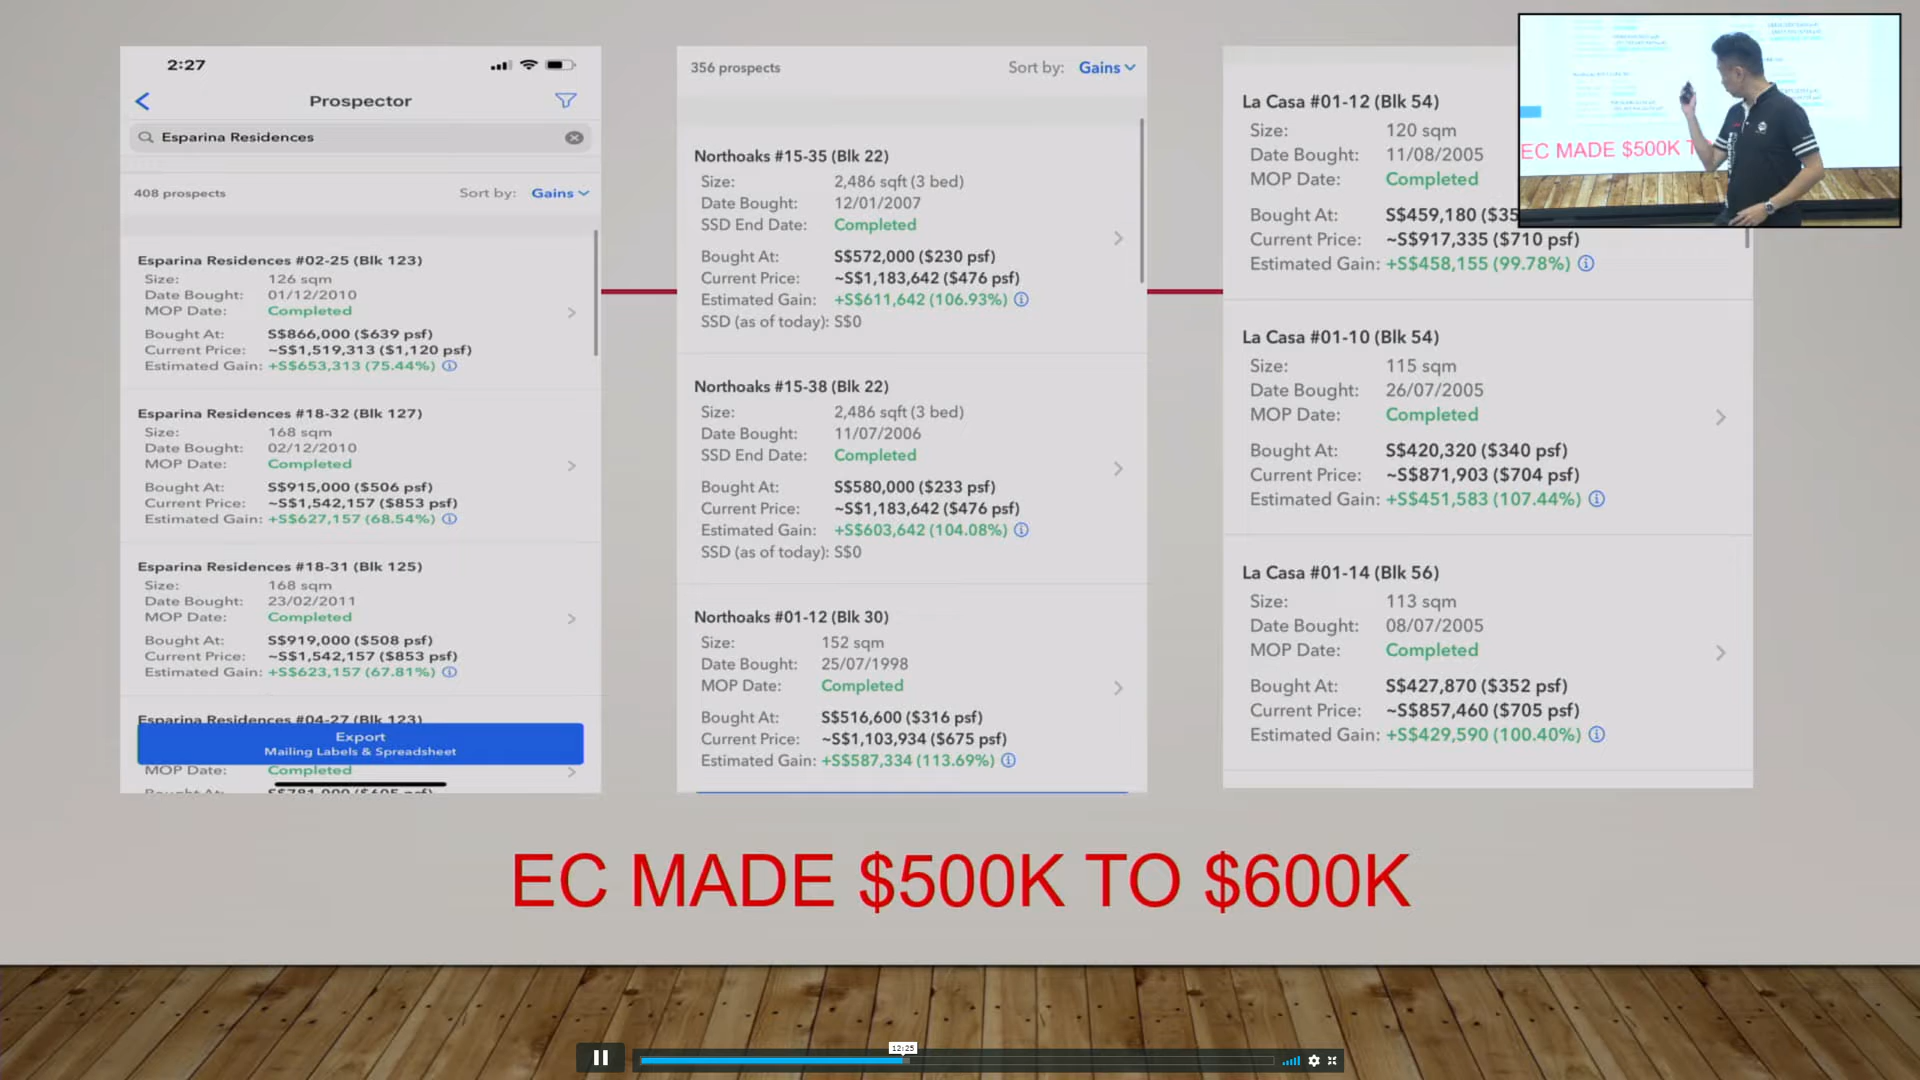 2:27
Prospector
Esparina Residences
408 prospects
Sort by: Gains
Esparina Residences #02-25 (Blk 123)
Size: 126 sqm
Date Bought: 01/12/2010
MOP Date: Completed
Bought At: S$866,000 ($639 psf)
Current Price: ~S$1,519,313 ($1,120 psf)
Estimated Gain: +S$653,313 (75.44%)
Esparina Residences #18-32 (Blk 127)
Size: 168 sqm
Date Bought: 02/12/2010
MOP Date: Completed
Bought At: S$915,000 ($506 psf)
Current Price: ~S$1,542,157 ($853 psf)
Estimated Gain: +S$627,157 (68.54%)
Esparina Residences #18-31 (Blk 125)
Size: 168 sqm
Date Bought: 23/02/2011
MOP Date: Completed
Bought At: S$919,000 ($508 psf)
Current Price: ~S$1,542,157 ($853 psf)
Estimated Gain: +S$623,157 (67.81%)
Esparina Residences #04-27 (Blk 123)
Export
Mailing Labels & Spreadsheet
MOP Date: Completed
Bought At: S$781,000 ($605 psf)
356 prospects
Sort by: Gains
Northoaks #15-35 (Blk 22)
Size: 2,486 sqft (3 bed)
Date Bought: 12/01/2007
SSD End Date: Completed
Bought At: S$572,000 ($230 psf)
Current Price: ~S$1,183,642 ($476 psf)
Estimated Gain: +S$611,642 (106.93%)
SSD (as of today): S$0
Northoaks #15-38 (Blk 22)
Size: 2,486 sqft (3 bed)
Date Bought: 11/07/2006
SSD End Date: Completed
Bought At: S$580,000 ($233 psf)
Current Price: ~S$1,183,642 ($476 psf)
Estimated Gain: +S$603,642 (104.08%)
SSD (as of today): S$0
Northoaks #01-12 (Blk 30)
Size: 152 sqm
Date Bought: 25/07/1998
MOP Date: Completed
Bought At: S$516,600 ($316 psf)
Current Price: ~S$1,103,934 ($675 psf)
Estimated Gain: +S$587,334 (113.69%)
La Casa #01-12 (Blk 54)
Size: 120 sqm
Date Bought: 11/08/2005
MOP Date: Completed
Bought At: S$459,180 ($35
Current Price: ~S$917,335 ($710 psf)
Estimated Gain: +S$458,155 (99.78%)
La Casa #01-10 (Blk 54)
Size: 115 sqm
Date Bought: 26/07/2005
MOP Date: Completed
Bought At: S$420,320 ($340 psf)
Current Price: ~S$871,903 ($704 psf)
Estimated Gain: +S$451,583 (107.44%)
La Casa #01-14 (Blk 56)
Size: 113 sqm
Date Bought: 08/07/2005
MOP Date: Completed
Bought At: S$427,870 ($352 psf)
Current Price: ~S$857,460 ($705 psf)
Estimated Gain: +S$429,590 (100.40%)
EC MADE $500K T
EC MADE $500K TO $600K
12:25